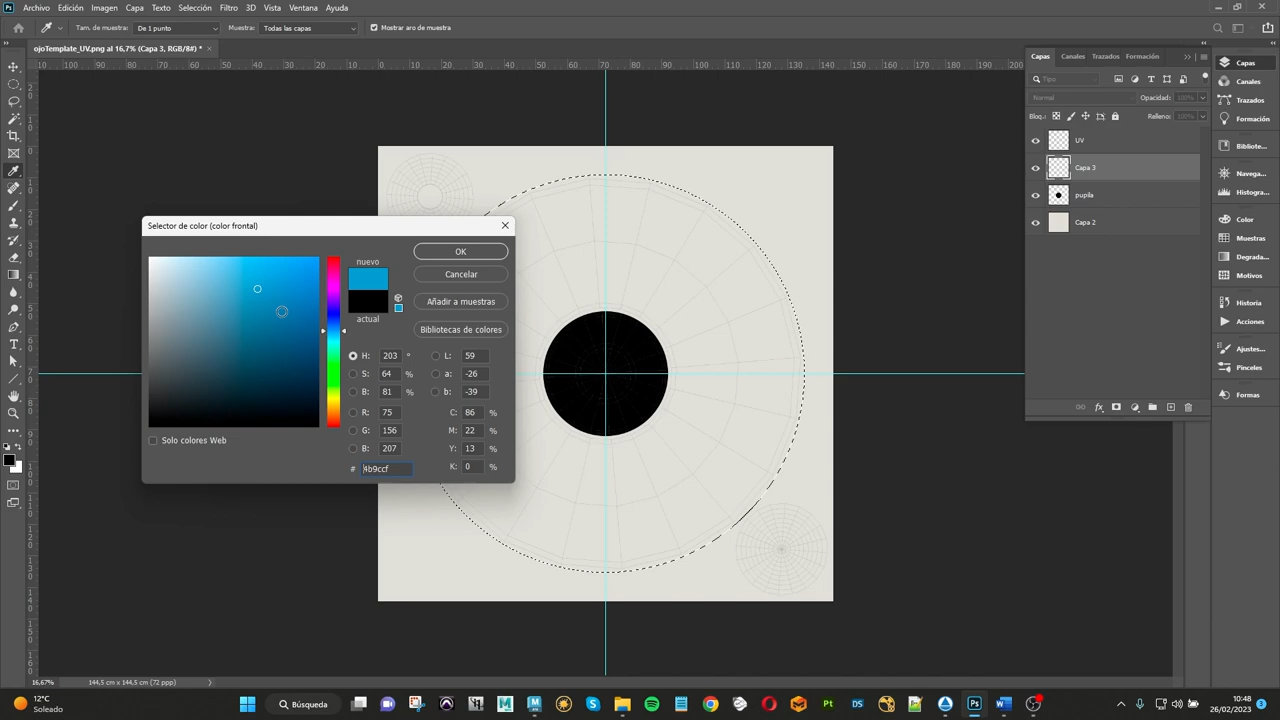 Archivo Edición Imagen Capa Texto Selección Filtro 3D Vista Ventana Ayuda
Tam. de muestra: De 1 punto Muestra: Todas las capas Mostrar aro de muestra
ojoTemplate_UV.png al 16,7% (Capa 3, RGB/8#) * ×
Capas Canales Trazados Formación
Tipo
Normal Opacidad: 100%
Bloq.: Relleno: 100%
UV
Capa 3
pupila
Capa 2
Capas
Canales
Trazados
Formación
Bibliote...
Navega...
Histogra...
Color
Muestras
Degrada...
Motivos
Historia
Acciones
Ajustes...
Pinceles
Formas
Selector de color (color frontal)
nuevo
actual
OK
Cancelar
Añadir a muestras
Bibliotecas de colores
H: 203 ° L: 59
S: 64 % a: -26
B: 81 % b: -39
R: 75 C: 86 %
G: 156 M: 22 %
B: 207 Y: 13 %
# 4b9ccf K: 0 %
Solo colores Web
16,67% 144,5 cm x 144,5 cm (72 ppp)
12°C
Soleado
Búsqueda
10:48
26/02/2023